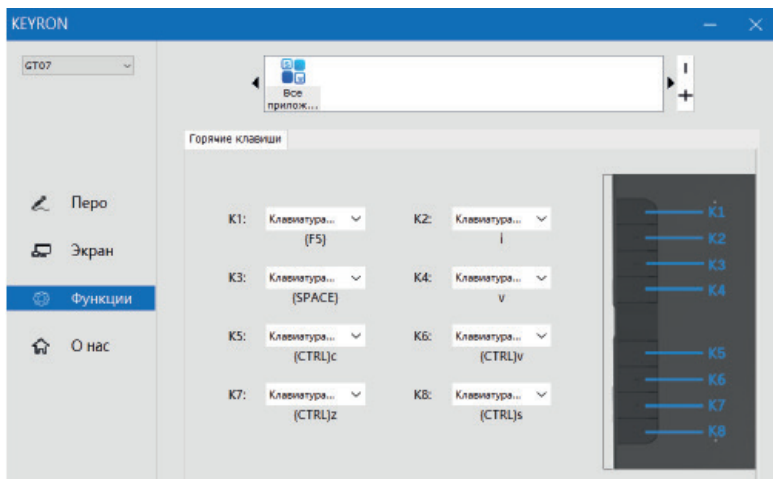 KEYRON
GT07
Все
прилож...
Горячие клавиши
Перо
Экран
Функции
О нас
K1: Клавиатура... K2: Клавиатура...
(F5) i
K3: Клавиатура... K4: Клавиатура...
(SPACE) v
K5: Клавиатура... K6: Клавиатура...
(CTRL)c (CTRL)v
K7: Клавиатура... K8: Клавиатура...
(CTRL)z (CTRL)s
K1
K2
K3
K4
K5
K6
K7
K8